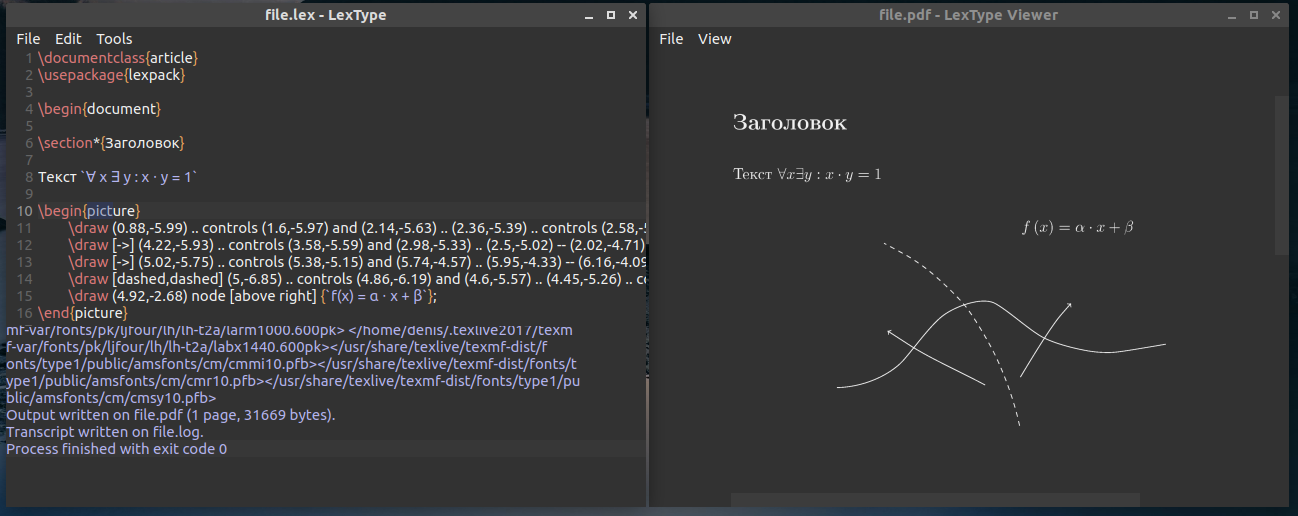 file.lex - LexType
File Edit Tools
1 \documentclass{article}
2 \usepackage{lexpack}
3
4 \begin{document}
5
6 \section*{Заголовок}
7
8 Текст `∀ x ∃ y : x · y = 1`
9
10 \begin{picture}
11 \draw (0.88,-5.99) .. controls (1.6,-5.97) and (2.14,-5.63) .. (2.36,-5.39) .. controls (2.58,-5
12 \draw [->] (4.22,-5.93) .. controls (3.58,-5.59) and (2.98,-5.33) .. (2.5,-5.02) -- (2.02,-4.71)
13 \draw [->] (5.02,-5.75) .. controls (5.38,-5.15) and (5.74,-4.57) .. (5.95,-4.33) -- (6.16,-4.09
14 \draw [dashed,dashed] (5,-6.85) .. controls (4.86,-6.19) and (4.6,-5.57) .. (4.45,-5.26) .. co
15 \draw (4.92,-2.68) node [above right] {`f(x) = α · x + β`};
16 \end{picture}
mf-var/fonts/pk/ljfour/lh/lh-t2a/larm1000.600pk> </home/denis/.texlive2017/texm
f-var/fonts/pk/ljfour/lh/lh-t2a/labx1440.600pk></usr/share/texlive/texmf-dist/f
onts/type1/public/amsfonts/cm/cmmi10.pfb></usr/share/texlive/texmf-dist/fonts/t
ype1/public/amsfonts/cm/cmr10.pfb></usr/share/texlive/texmf-dist/fonts/type1/pu
blic/amsfonts/cm/cmsy10.pfb>
Output written on file.pdf (1 page, 31669 bytes).
Transcript written on file.log.
Process finished with exit code 0
file.pdf - LexType Viewer
File View
Заголовок
Текст ∀x∃y : x · y = 1
f (x) = α · x + β